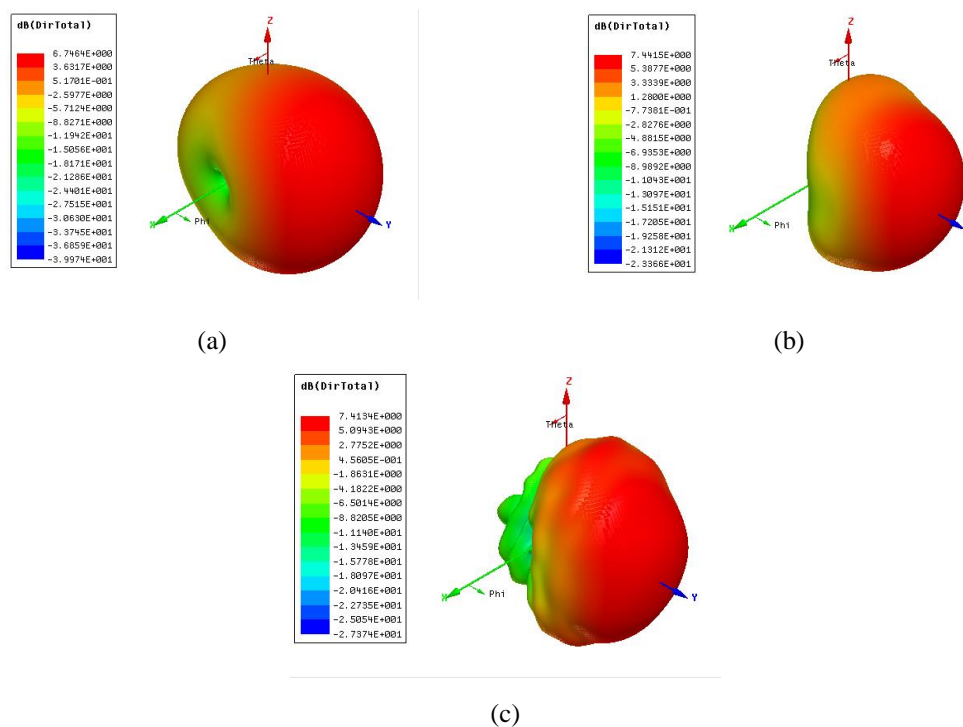 dB(DirTotal)
6.7464E+000
3.6317E+000
5.1701E-001
-2.5977E+000
-5.7124E+000
-8.8271E+000
-1.1942E+001
-1.5056E+001
-1.8171E+001
-2.1286E+001
-2.4401E+001
-2.7515E+001
-3.0630E+001
-3.3745E+001
-3.6859E+001
-3.9974E+001
Z
Theta
X
Phi
Y
(a)
dB(DirTotal)
7.4415E+000
5.3877E+000
3.3339E+000
1.2800E+000
-7.7381E-001
-2.8276E+000
-4.8815E+000
-6.9353E+000
-8.9892E+000
-1.1043E+001
-1.3097E+001
-1.5151E+001
-1.7205E+001
-1.9258E+001
-2.1312E+001
-2.3366E+001
Z
Theta
X
Phi
(b)
dB(DirTotal)
7.4134E+000
5.0943E+000
2.7752E+000
4.5605E-001
-1.8631E+000
-4.1822E+000
-6.5014E+000
-8.8205E+000
-1.1140E+001
-1.3459E+001
-1.5778E+001
-1.8097E+001
-2.0416E+001
-2.2735E+001
-2.5054E+001
-2.7374E+001
Z
Theta
X
Phi
Y
(c)